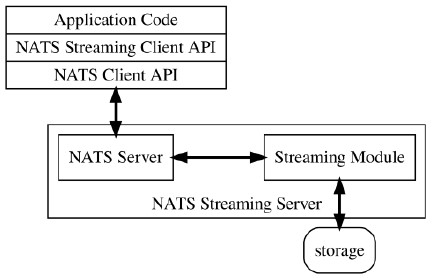 Application Code
NATS Streaming Client API
NATS Client API
NATS Server
Streaming Module
NATS Streaming Server
storage